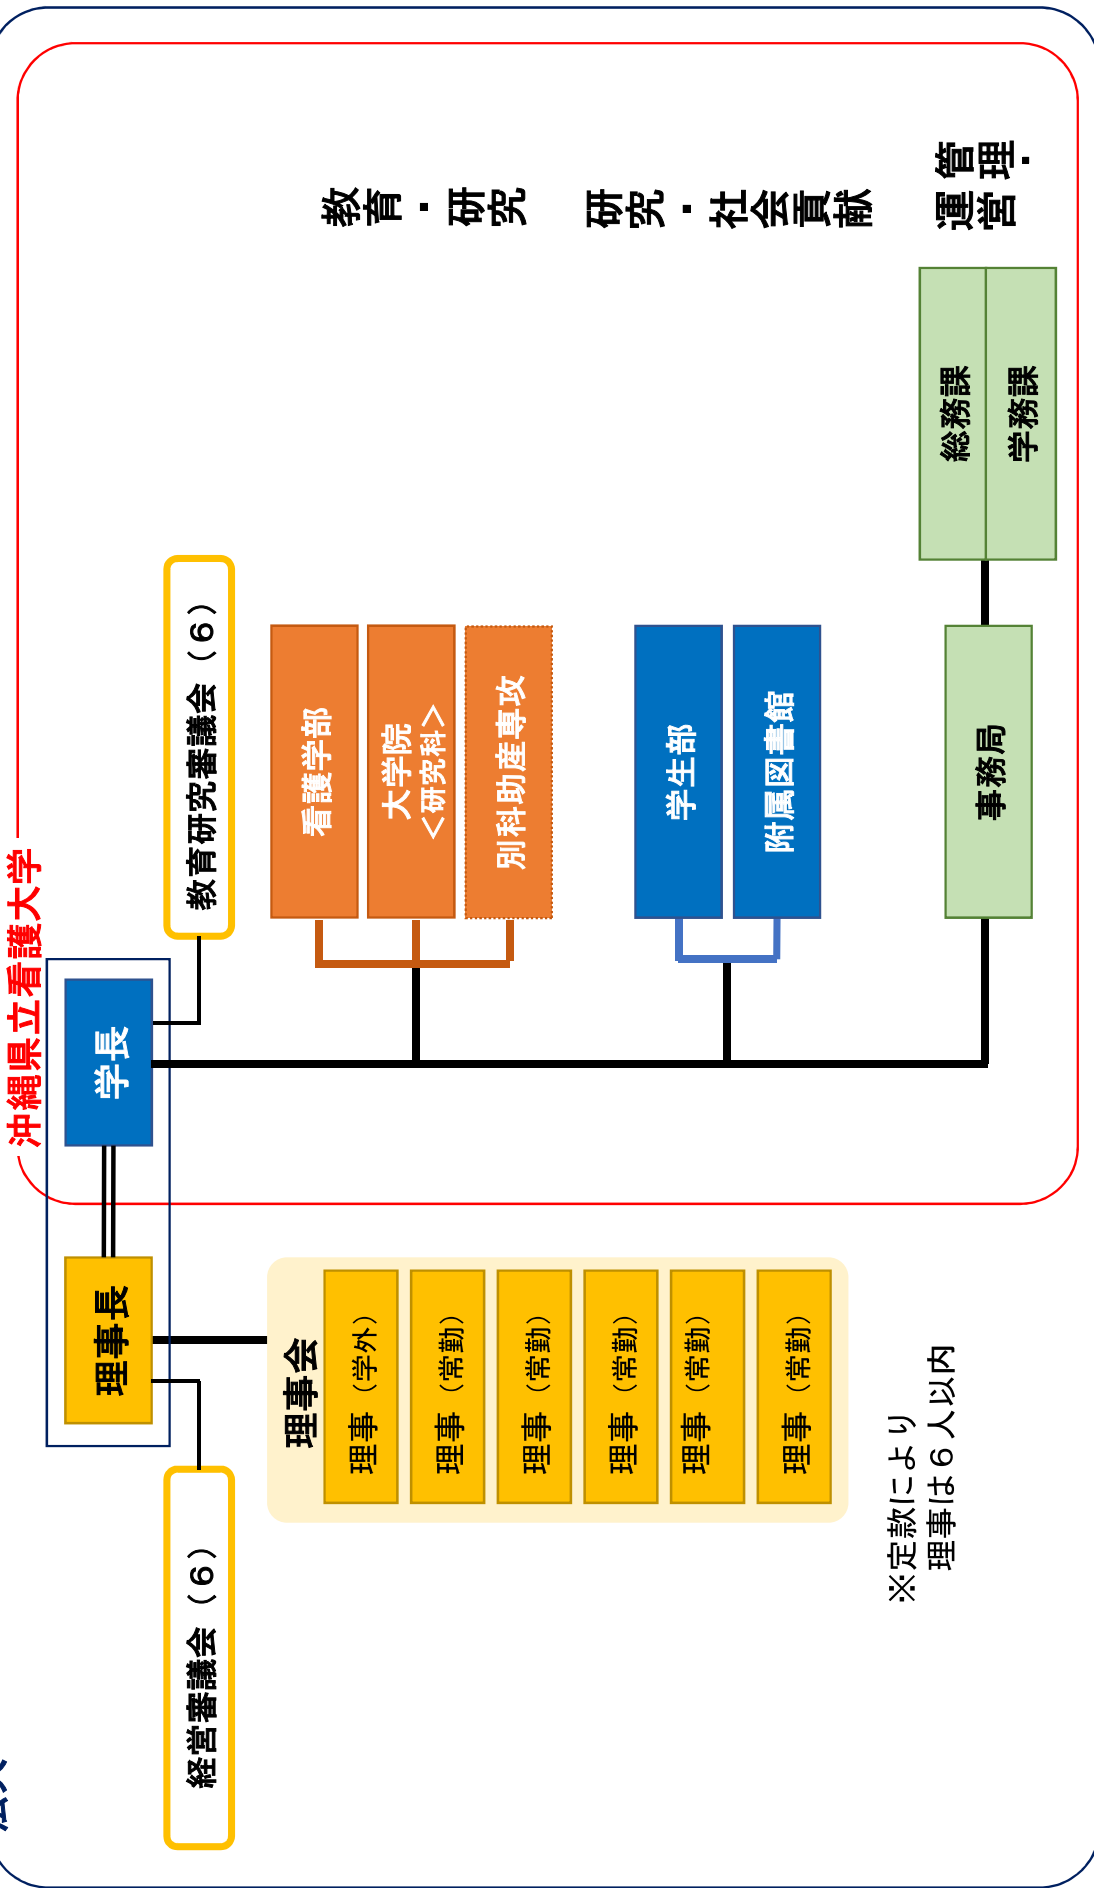 沖縄県立看護大学
理事長
学長
経営審議会（６）
教育研究審議会（６）
理事会
理事（学外）
理事（常勤）
理事（常勤）
理事（常勤）
理事（常勤）
理事（常勤）
※定款により
理事は６人以内
看護学部
大学院
＜研究科＞
別科助産専攻
教育・研究
学生部
附属図書館
研究・社会貢献
事務局
総務課
学務課
管理・
運営